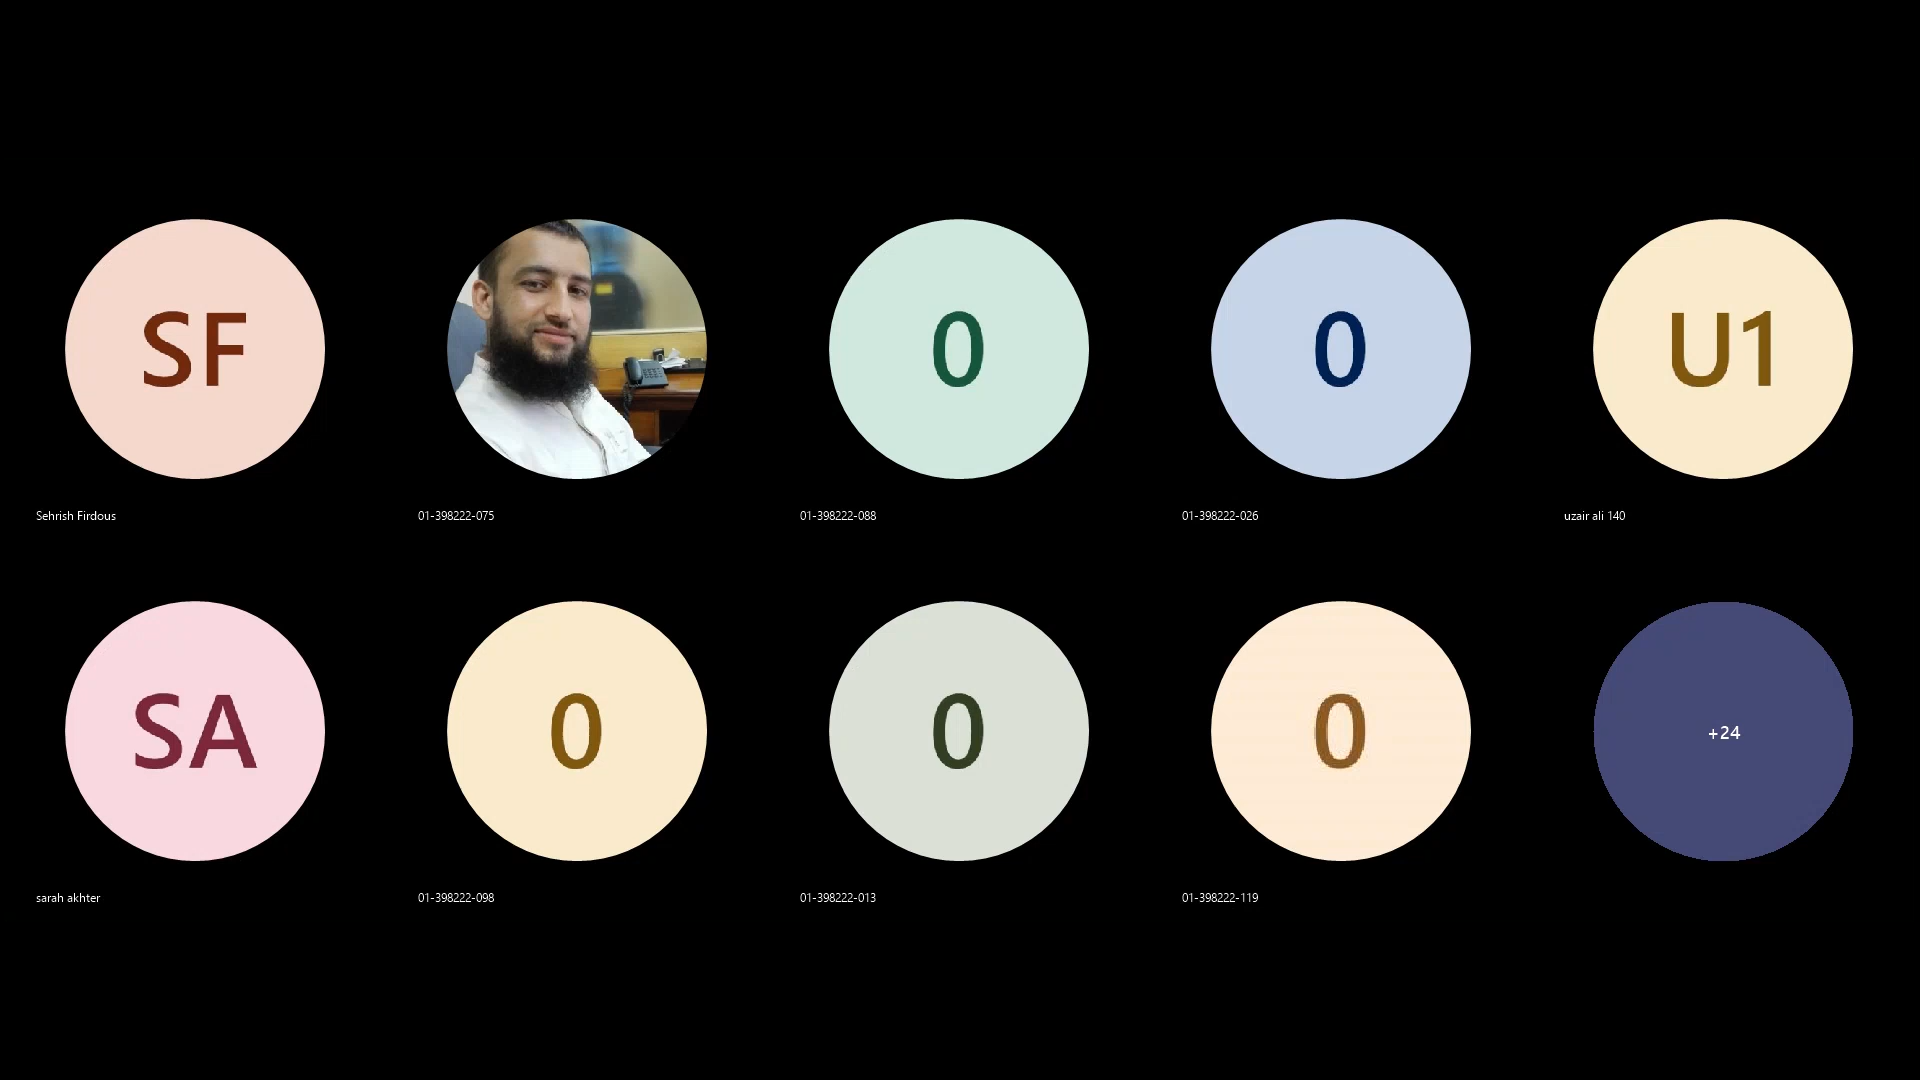 SF
0
0
U1
Sehrish Firdous
01-398222-075
01-398222-088
01-398222-026
uzair ali 140
SA
0
0
0
+24
sarah akhter
01-398222-098
01-398222-013
01-398222-119